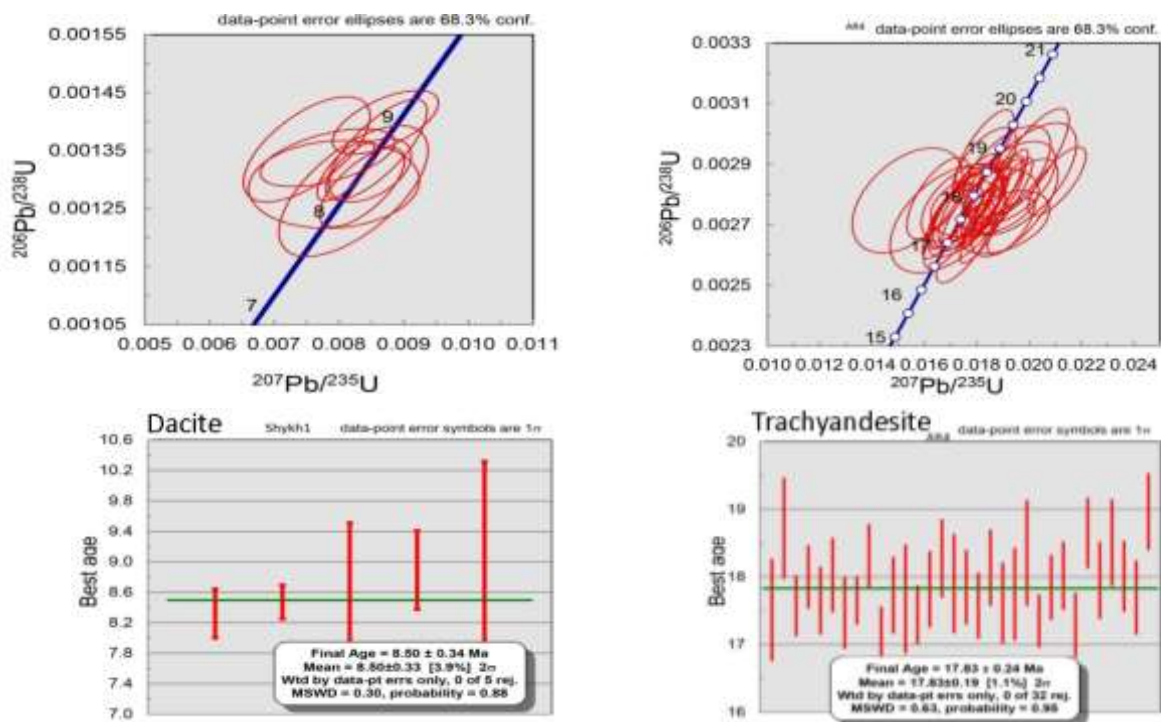 data-point error ellipses are 68.3% conf.
0.00155
0.00145
0.00135
0.00125
0.00115
0.00105
206Pb/238U
9
8
7
0.005 0.006 0.007 0.008 0.009 0.010 0.011
207Pb/235U
data-point error ellipses are 68.3% conf.
0.0033
0.0031
0.0029
0.0027
0.0025
0.0023
206Pb/238U
21
20
19
18
17
16
15
0.010 0.012 0.014 0.016 0.018 0.020 0.022 0.024
207Pb/235U
Dacite
Shykh1 data-point error symbols are 1σ
10.6
10.2
9.8
9.4
9.0
8.6
8.2
7.8
7.4
7.0
Best age
Final Age = 8.50 ± 0.34 Ma
Mean = 8.50±0.33 [3.9%] 2σ
Wtd by data-pt errs only, 0 of 5 rej.
MSWD = 0.30, probability = 0.88
Trachyandesite
data-point error symbols are 1σ
20
19
18
17
16
Best age
Final Age = 17.83 ± 0.24 Ma
Mean = 17.83±0.19 [1.1%] 2σ
Wtd by data-pt errs only, 0 of 32 rej.
MSWD = 0.63, probability = 0.95